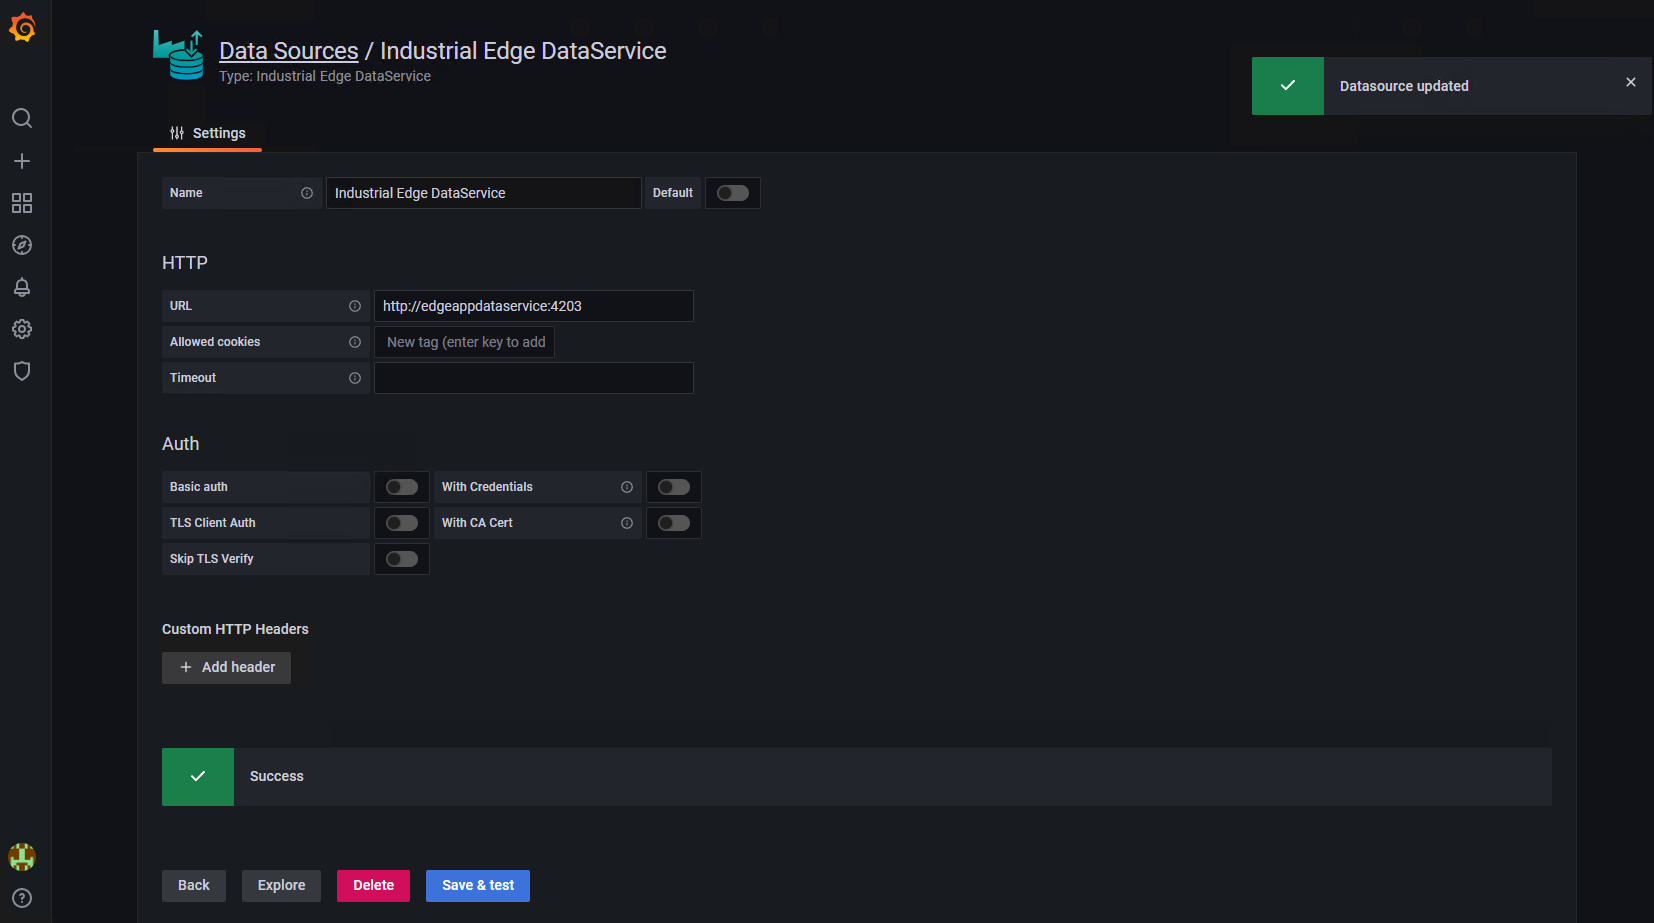 Data Sources / Industrial Edge DataService
Type: Industrial Edge DataService
Datasource updated
Settings
Name
Industrial Edge DataService
Default
HTTP
URL
http://edgeappdataservice:4203
Allowed cookies
New tag (enter key to add
Timeout
Auth
Basic auth
With Credentials
TLS Client Auth
With CA Cert
Skip TLS Verify
Custom HTTP Headers
Add header
Success
Back
Explore
Delete
Save & test